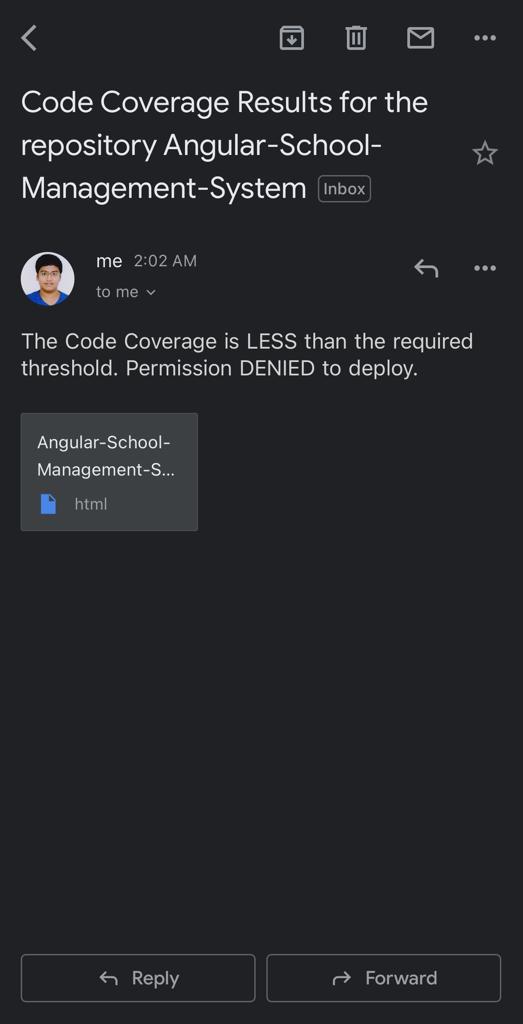 Code Coverage Results for the
repository Angular-School-
Management-System Inbox
me 2:02 AM
to me
The Code Coverage is LESS than the required
threshold. Permission DENIED to deploy.
Angular-School-
Management-S...
html
Reply Forward